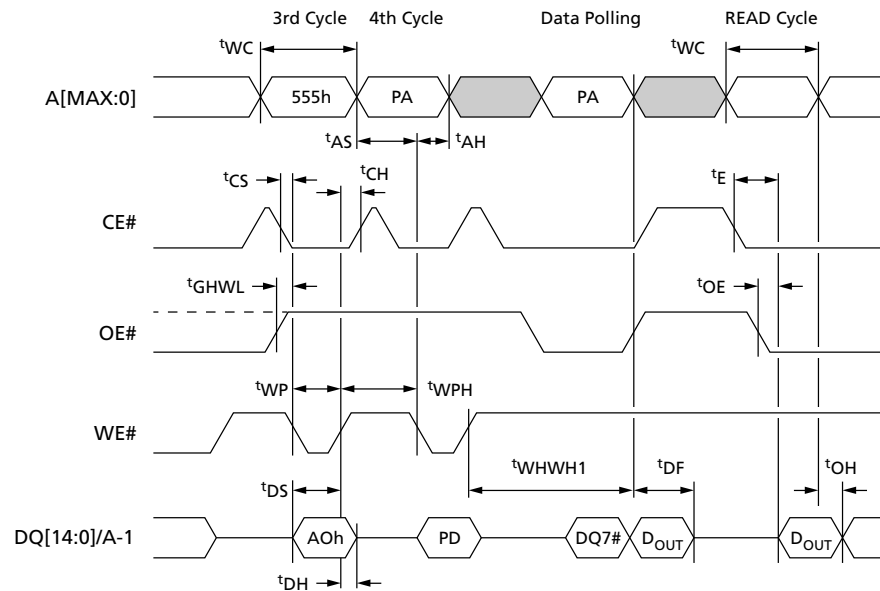 3rd Cycle 4th Cycle Data Polling READ Cycle
tWC tWC
A[MAX:0] 555h PA PA
tAS tAH
tCS tCH tE
CE#
tGHWL tOE
OE#
tWP tWPH
WE#
tWHWH1 tDF tOH
tDS
DQ[14:0]/A-1 AOh PD DQ7# DOUT DOUT
tDH